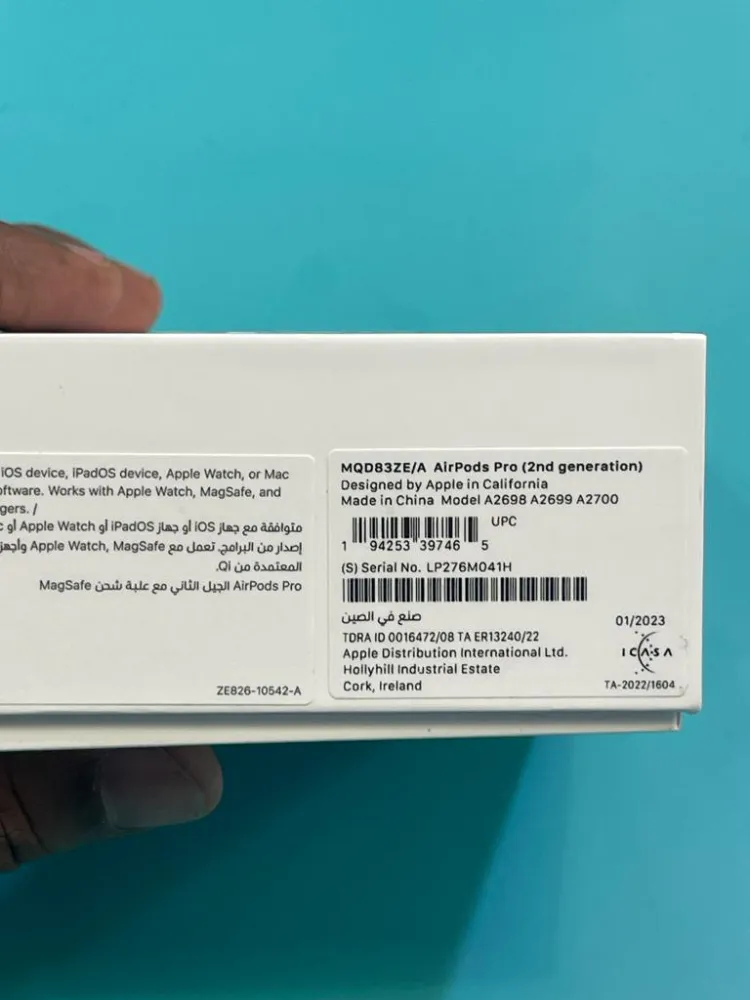 iOS device, iPadOS device, Apple Watch, or Mac
oftware. Works with Apple Watch, MagSafe, and
gers. /
متوافقة مع جهاز iOS أو جهاز iPadOS أو Apple Watch أو
إصدار من البرامج. تعمل مع Apple Watch, MagSafe وأجهز
المعتمدة من Qi.
AirPods Pro الجيل الثاني مع علبة شحن MagSafe
ZE826-10542-A
MQD83ZE/A AirPods Pro (2nd generation)
Designed by Apple in California
Made in China Model A2698 A2699 A2700
UPC
1 94253 39746 5
(S) Serial No. LP276M041H
صنع في الصين
01/2023
TDRA ID 0016472/08 TA ER13240/22
Apple Distribution International Ltd.
Hollyhill Industrial Estate
Cork, Ireland
ICASA
TA-2022/1604